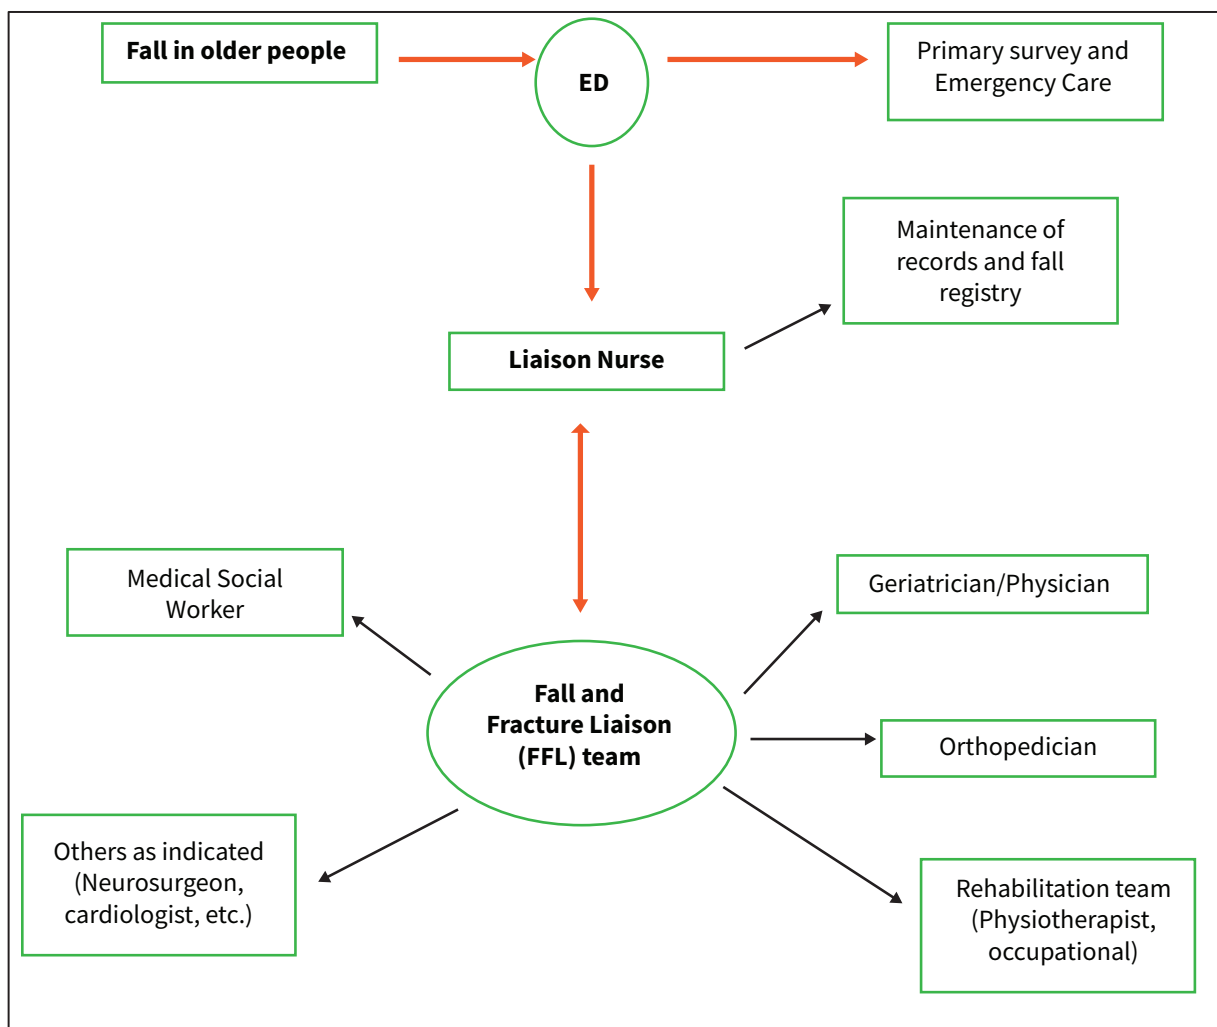 Fall in older people
ED
Primary survey and
Emergency Care
Maintenance of
records and fall
registry
Liaison Nurse
Medical Social
Worker
Geriatrician/Physician
Fall and
Fracture Liaison
(FFL) team
Orthopedician
Others as indicated
(Neurosurgeon,
cardiologist, etc.)
Rehabilitation team
(Physiotherapist,
occupational)